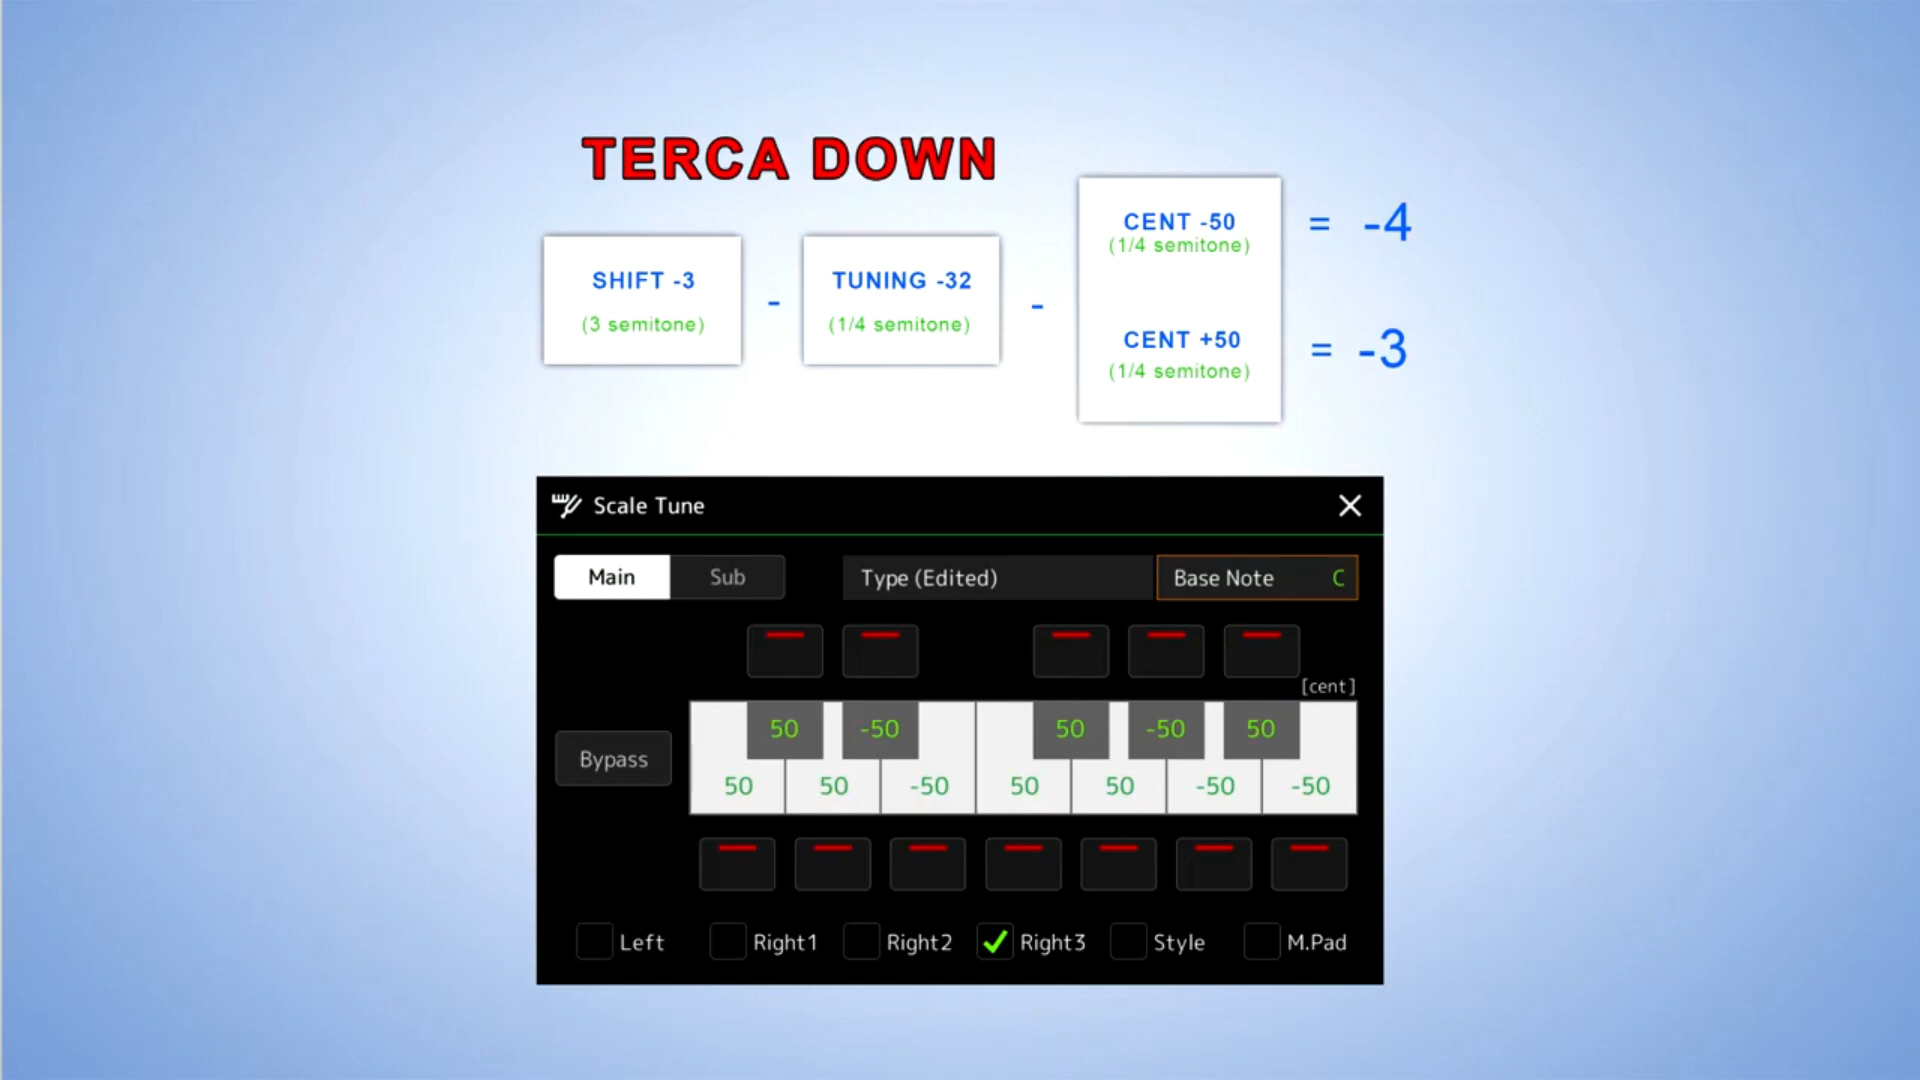 TERCA DOWN
SHIFT -3
(3 semitone)
-
TUNING -32
(1/4 semitone)
-
CENT -50
(1/4 semitone)
= -4
CENT +50
(1/4 semitone)
= -3
Scale Tune
Main
Sub
Type (Edited)
Base Note C
[cent]
50 -50 50 -50 50
Bypass
50 50 -50 50 50 -50 -50
Left Right1 Right2 Right3 Style M.Pad